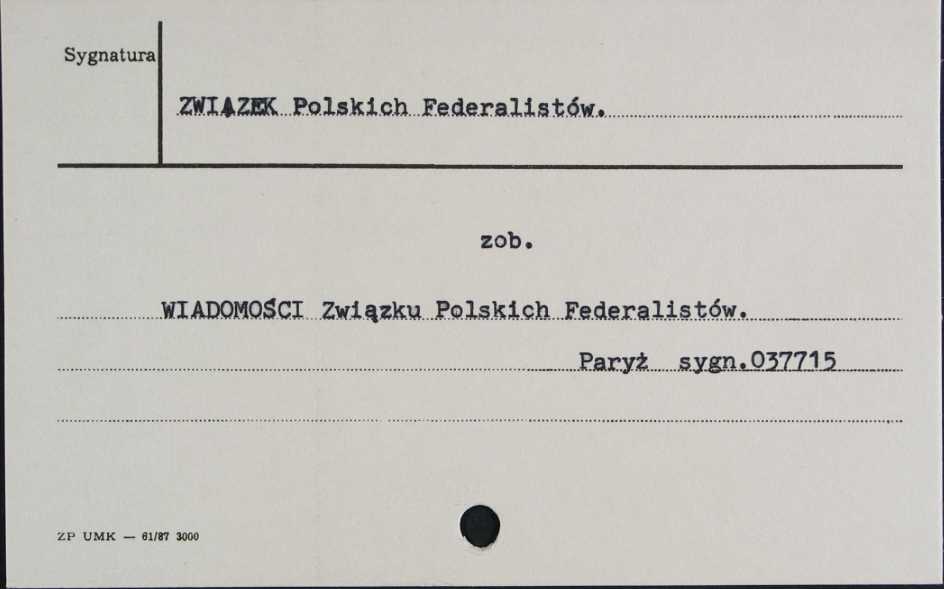 Sygnatura
ZWIĄZEK Polskich Federalistów.
zob.
WIADOMOŚCI Związku Polskich Federalistów.
Paryż sygn.037715
ZP UMK — 61/87 3000